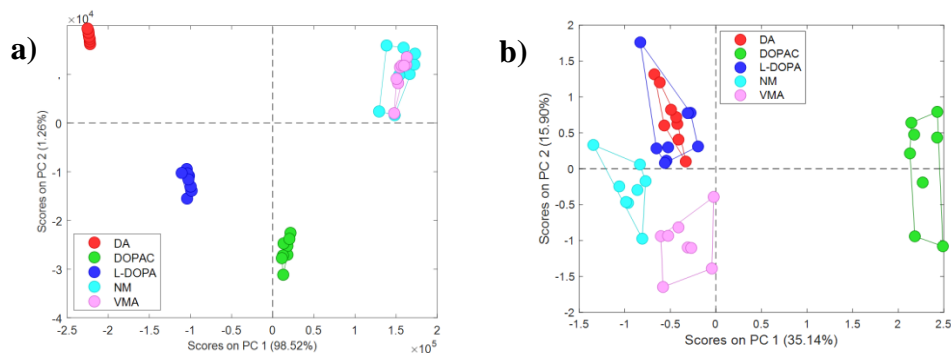 a)
×10⁴
0
-1
-2
-3
-4
Scores on PC 2 (1.26%)
DA
DOPAC
L-DOPA
NM
VMA
-2.5 -2 -1.5 -1 -0.5 0 0.5 1 1.5 2
Scores on PC 1 (98.52%)
×10⁵
b)
2
1.5
1
0.5
0
-0.5
-1
-1.5
-2
Scores on PC 2 (15.90%)
DA
DOPAC
L-DOPA
NM
VMA
-1.5 -1 -0.5 0 0.5 1 1.5 2 2.5
Scores on PC 1 (35.14%)